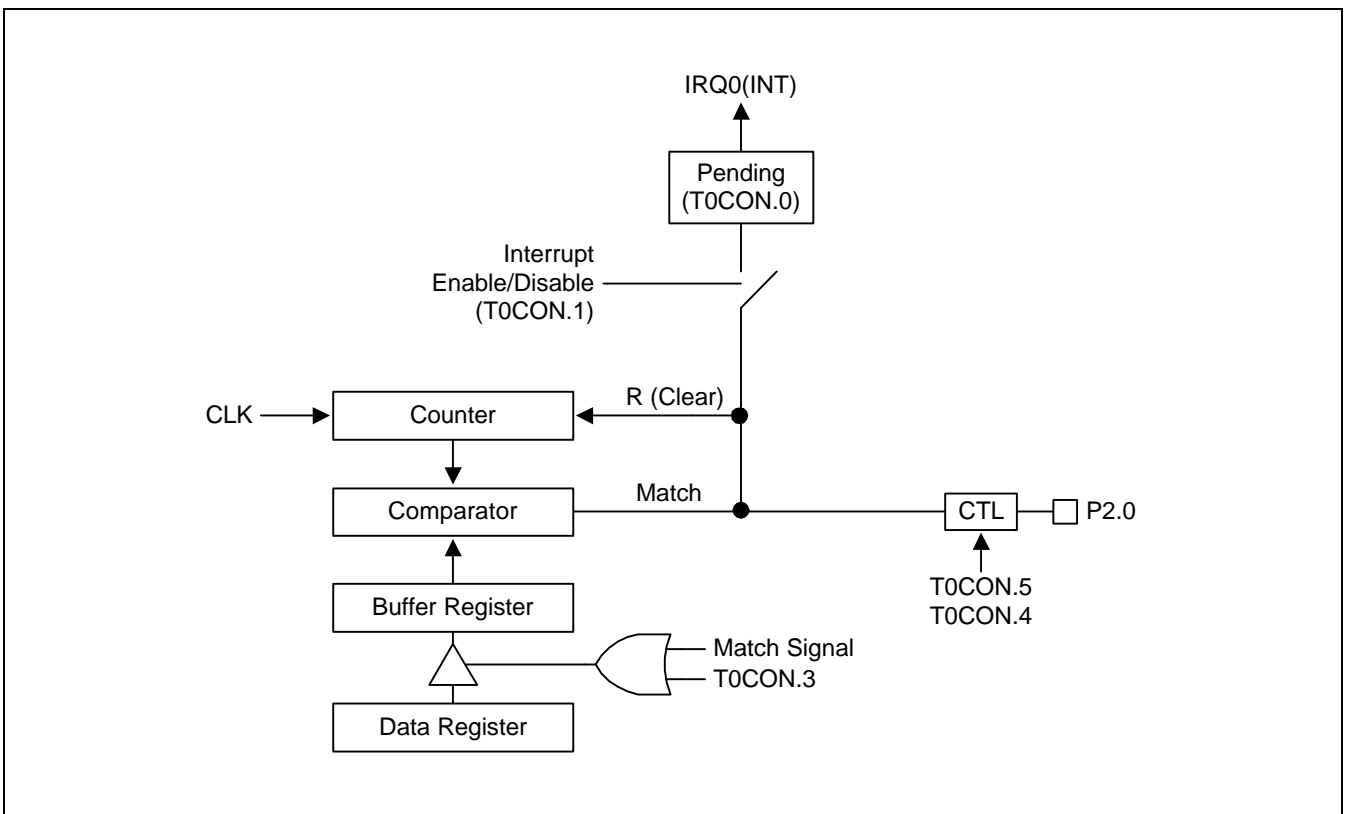 IRQ0(INT)
Pending
(T0CON.0)
Interrupt
Enable/Disable
(T0CON.1)
R (Clear)
CLK
Counter
Match
Comparator
CTL
P2.0
T0CON.5
T0CON.4
Buffer Register
Match Signal
T0CON.3
Data Register